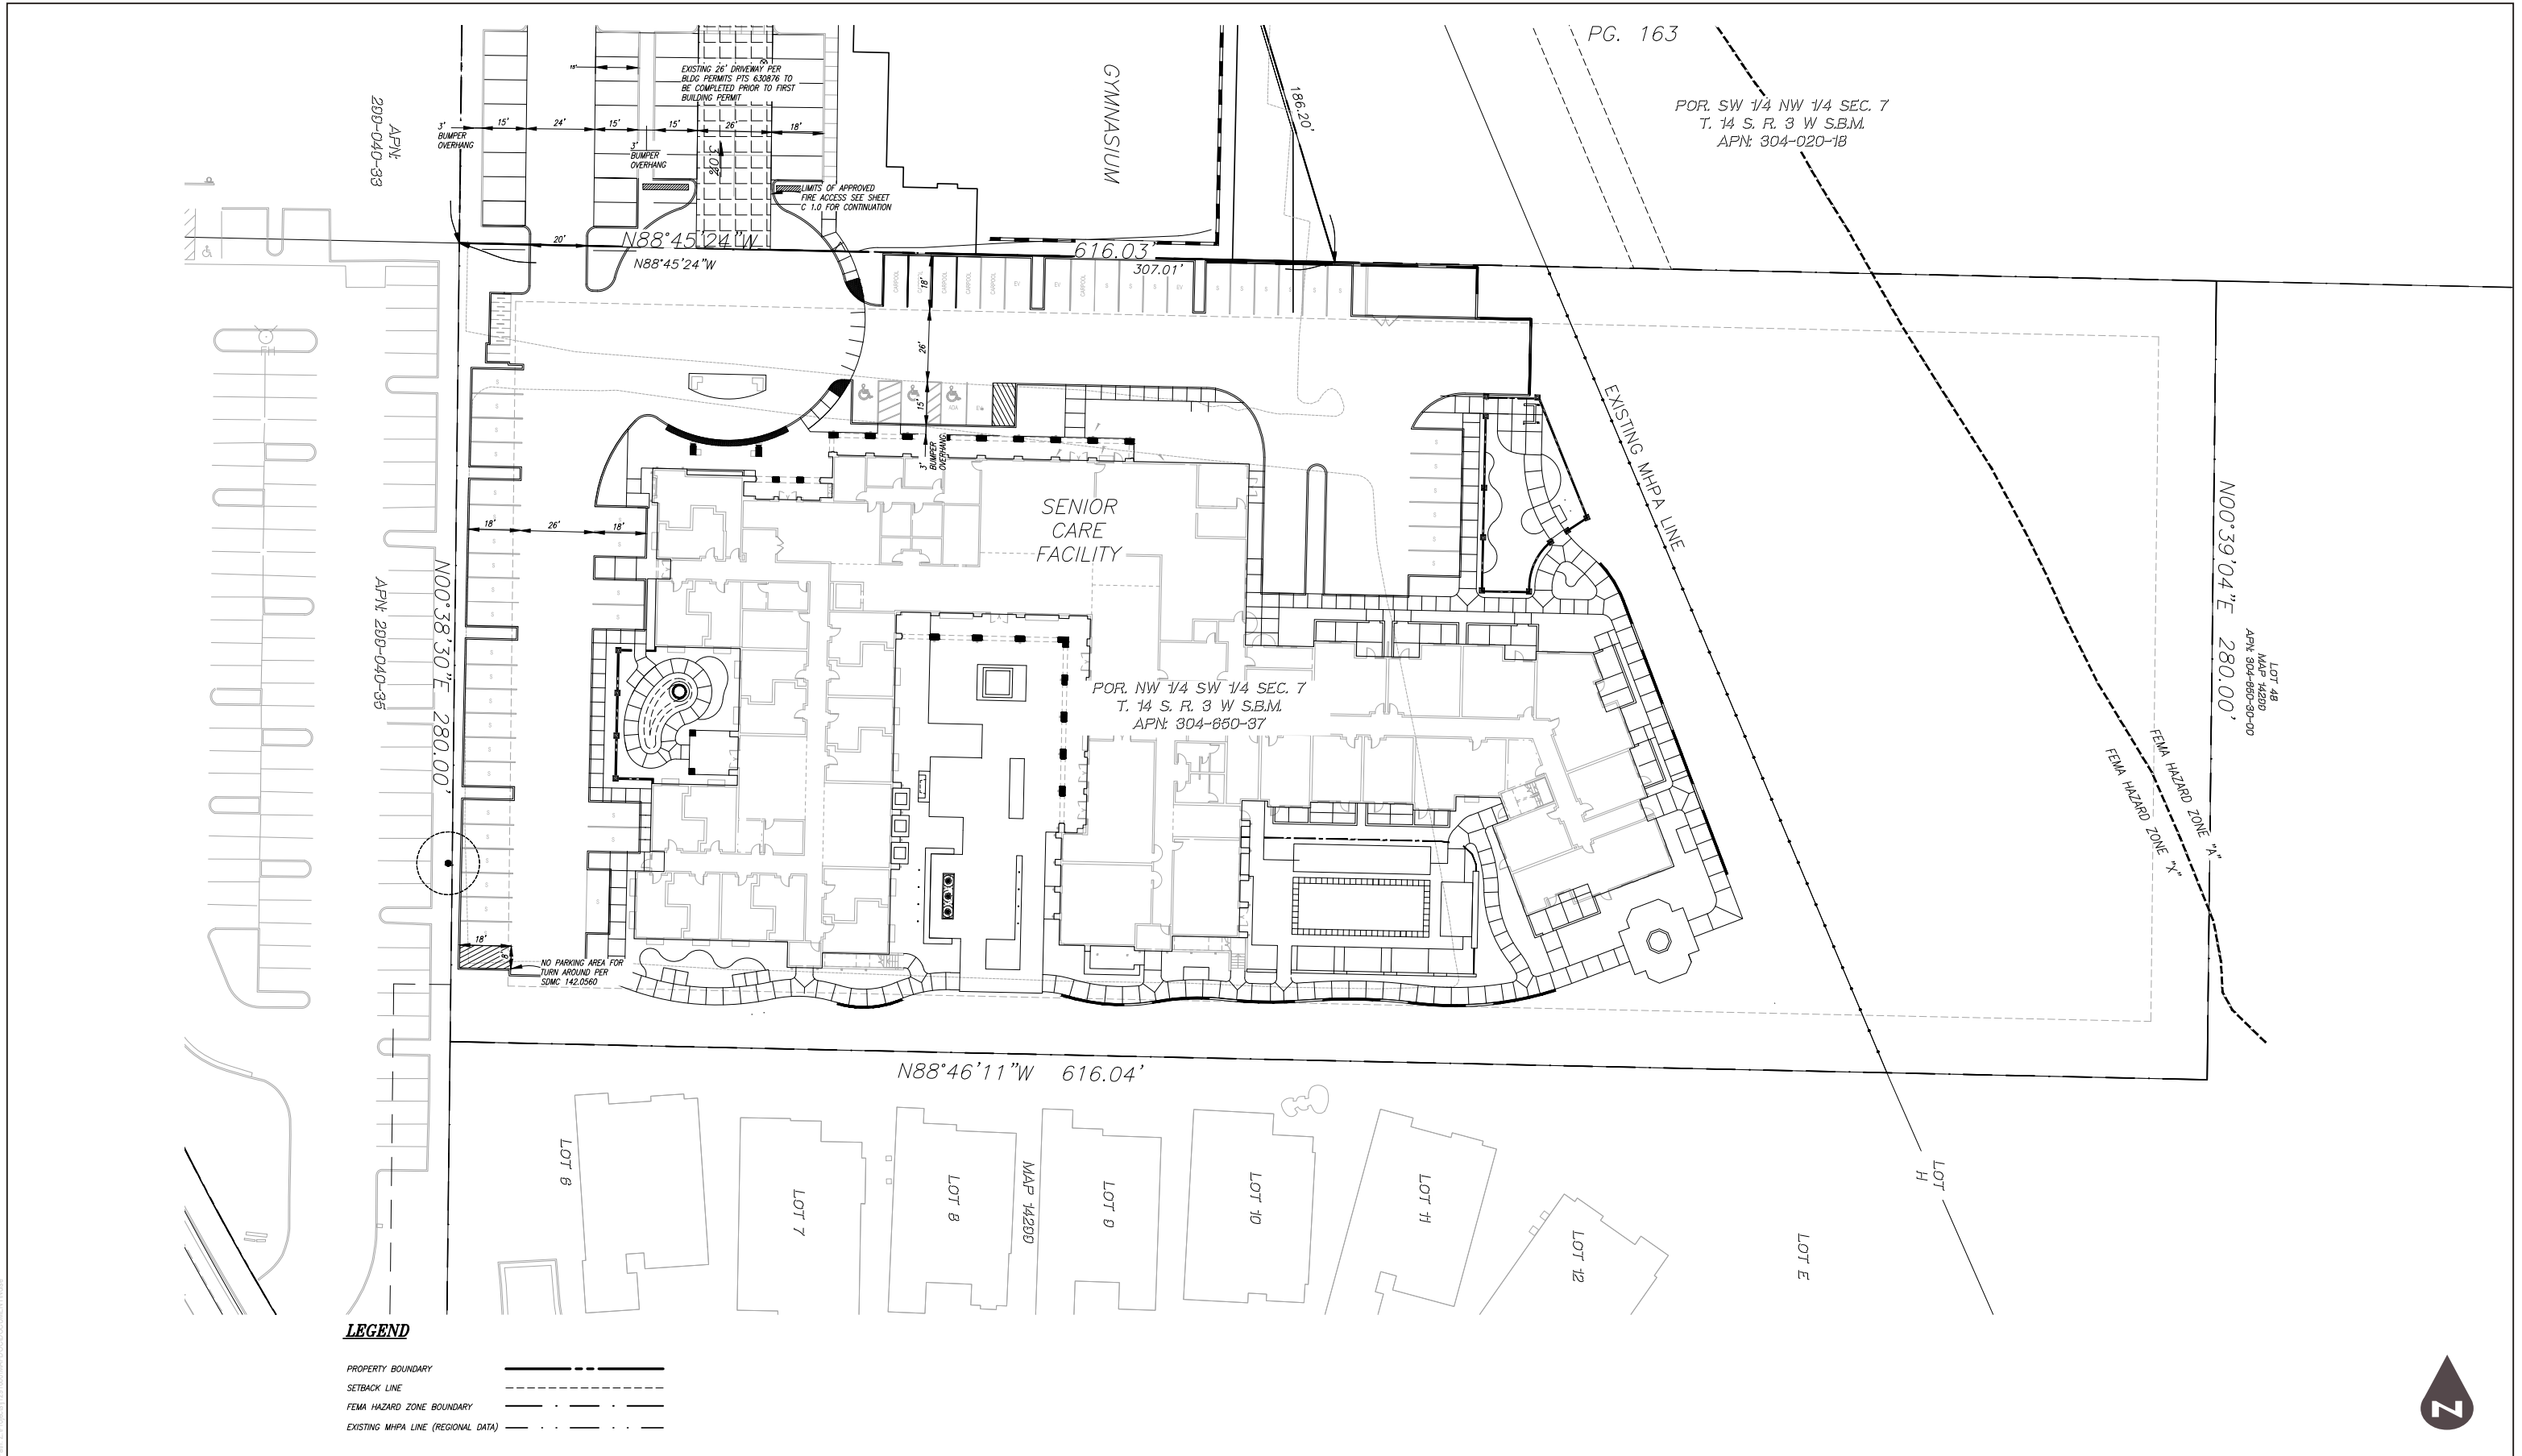 PG. 163
POR. SW 1/4 NW 1/4 SEC. 7
T. 14 S. R. 3 W S.B.M.
APN: 304-020-18
EXISTING 26' DRIVEWAY PER
BLDG PERMITS PTS 630876 TO
BE COMPLETED PRIOR TO FIRST
BUILDING PERMIT
GYMNASIUM
186.20'
APN:
200-040-33
3'
BUMPER
OVERHANG
15'
24'
15'
15'
26'
18'
3'
BUMPER
OVERHANG
3.0%
LIMITS OF APPROVED
FIRE ACCESS SEE SHEET
C 1.0 FOR CONTINUATION
20'
N88°45'24"W
616.03'
N88°45'24"W
307.01'
CARPOOL
CARPOOL
CARPOOL
CARPOOL
CARPOOL
18'
26'
15'
3'
BUMPER
OVERHANG
FH
EXISTING MHPA LINE
SENIOR
CARE
FACILITY
18'
26'
18'
N00°39'04"E 280.00'
LOT 48
MAP 14200
APN: 304-650-30-00
APN: 200-040-35
N00°38'30"E 280.00'
POR. NW 1/4 SW 1/4 SEC. 7
T. 14 S. R. 3 W S.B.M.
APN: 304-650-37
FEMA HAZARD ZONE "A"
FEMA HAZARD ZONE "X"
18'
8'
NO PARKING AREA FOR
TURN AROUND PER
SDMC 142.0560
N88°46'11"W 616.04'
LOT 6
LOT 7
LOT 8
MAP 14200
LOT 9
LOT 10
LOT 11
LOT 12
LOT E
LOT
H
LEGEND
PROPERTY BOUNDARY
SETBACK LINE
FEMA HAZARD ZONE BOUNDARY
EXISTING MHPA LINE (REGIONAL DATA)
N